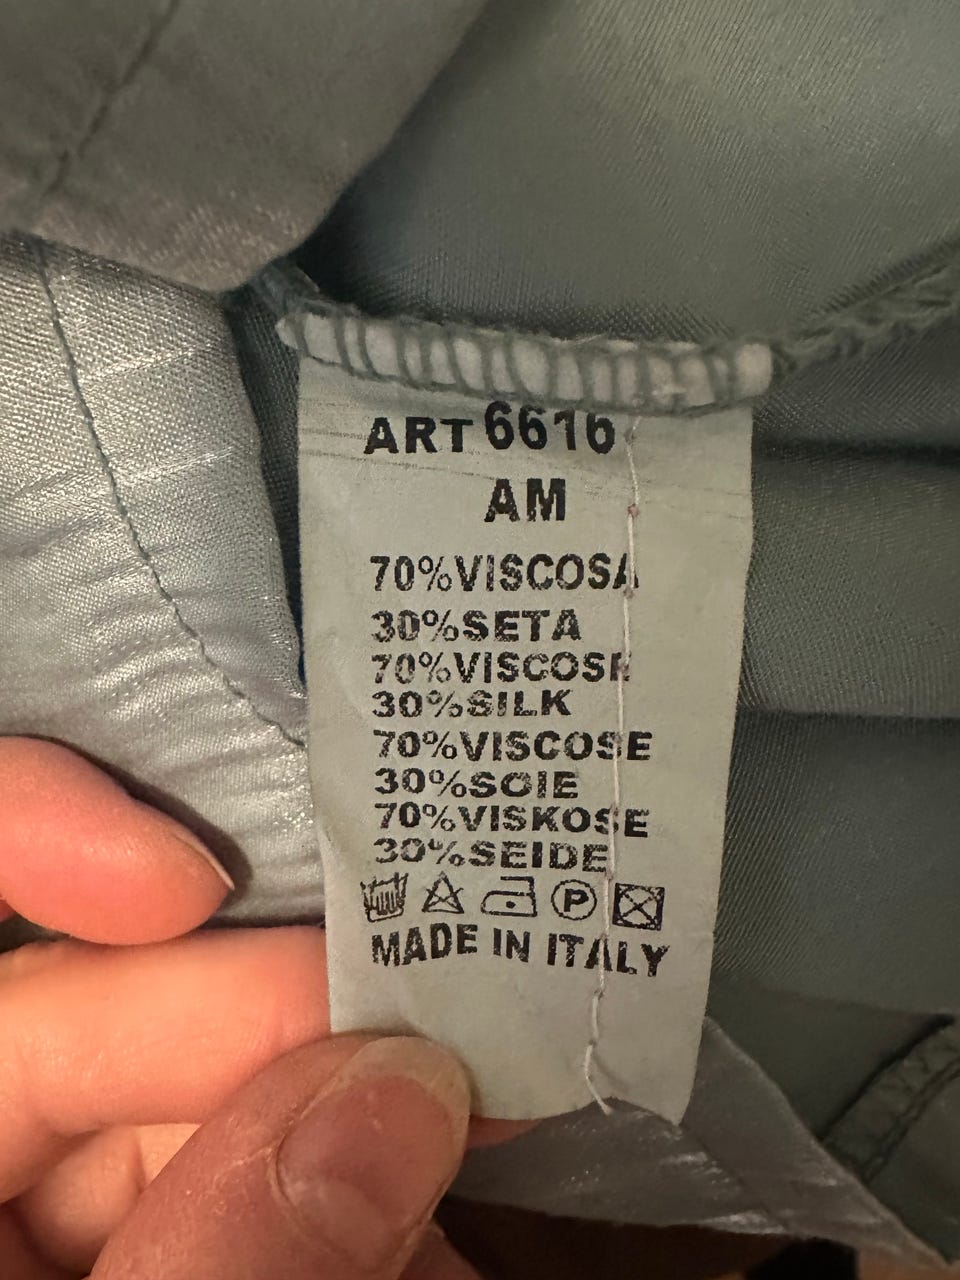 ART 6616
AM
70%VISCOSA
30%SETA
70%VISCOSE
30%SILK
70%VISCOSE
30%SOIE
70%VISKOSE
30%SEIDE
P
MADE IN ITALY